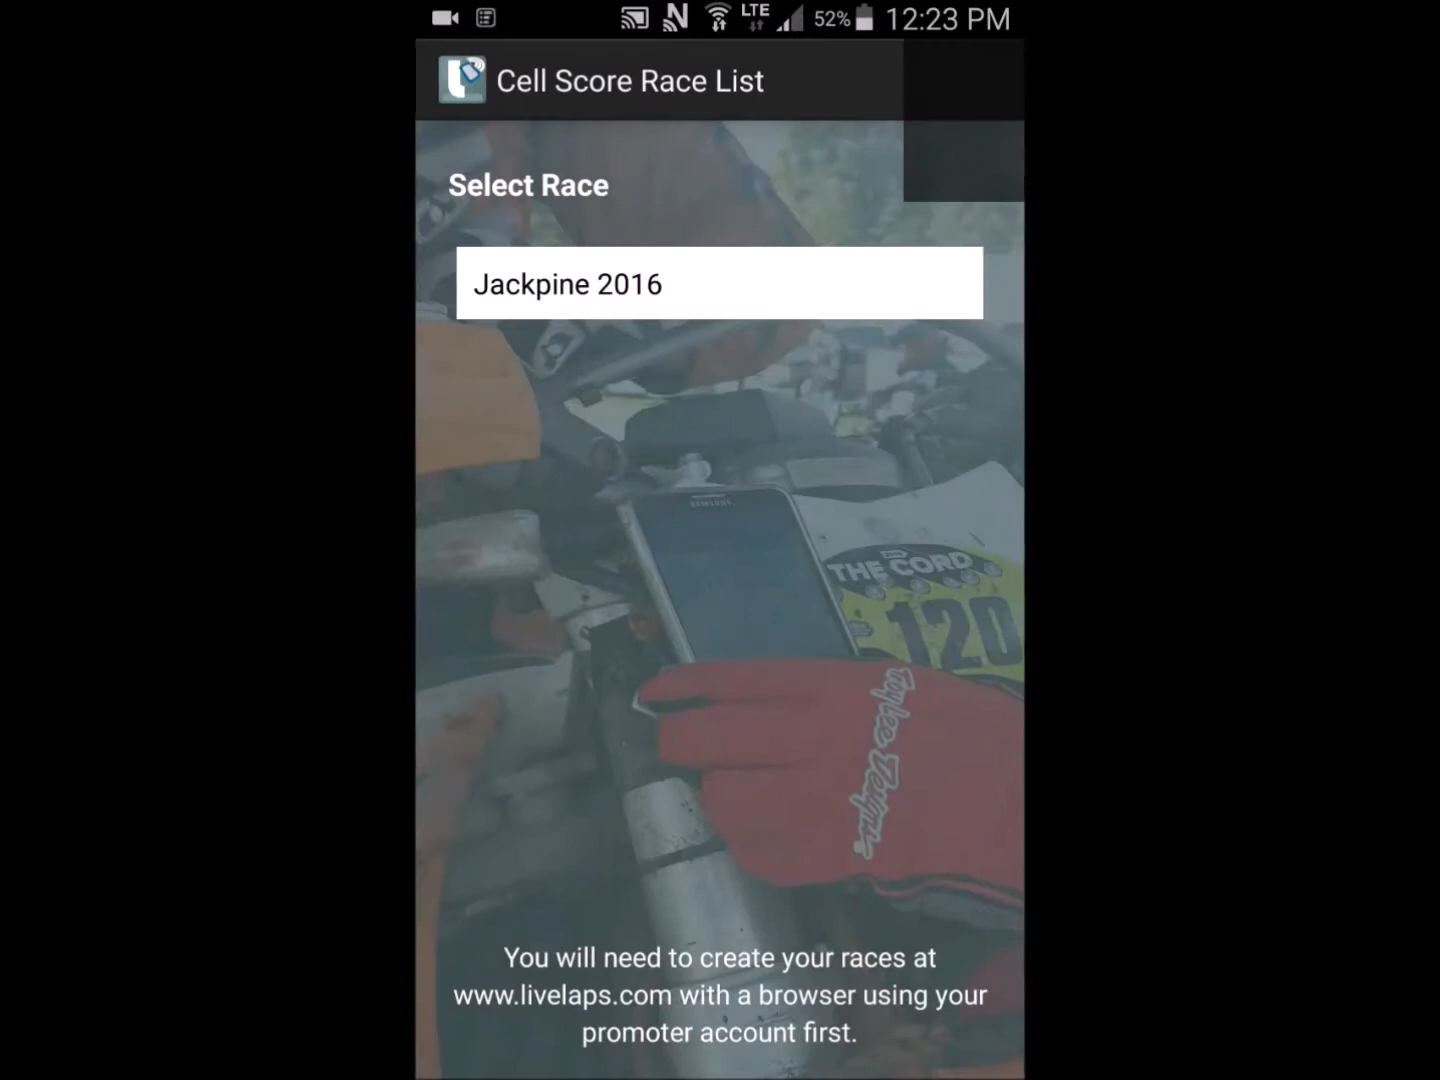 LTE 52% 12:23 PM
Cell Score Race List
Select Race
Jackpine 2016
SAMSUNG
THE CORD
120
Troy Lee Designs
You will need to create your races at
www.livelaps.com with a browser using your
promoter account first.